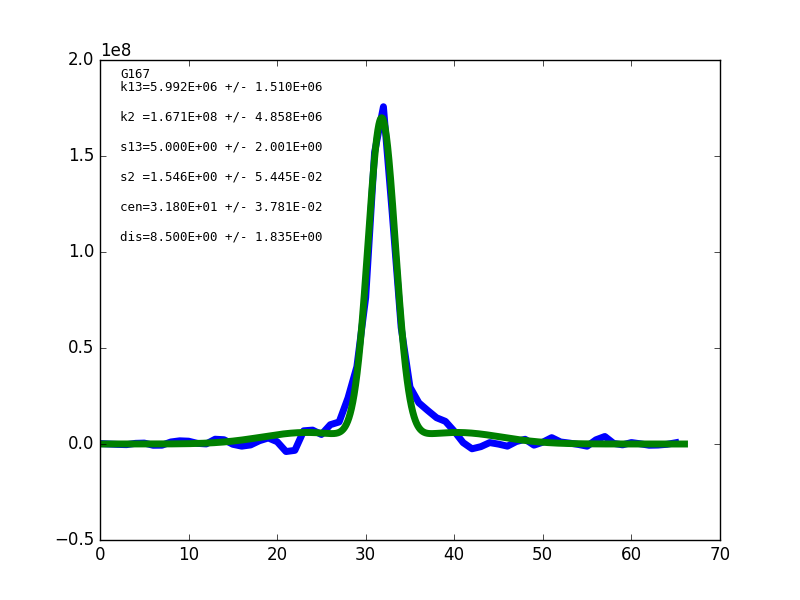 1e8
2.0
G167
k13=5.992E+06 +/- 1.510E+06
k2 =1.671E+08 +/- 4.858E+06
1.5
s13=5.000E+00 +/- 2.001E+00
s2 =1.546E+00 +/- 5.445E-02
cen=3.180E+01 +/- 3.781E-02
dis=8.500E+00 +/- 1.835E+00
1.0
0.5
0.0
−0.5
0 10 20 30 40 50 60 70